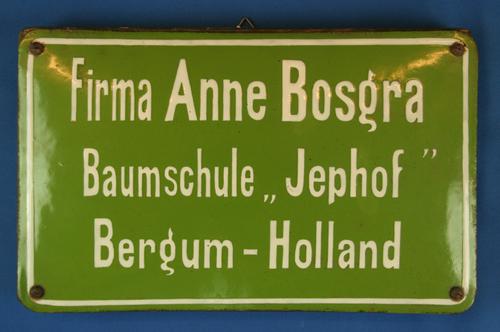 Firma Anne Bosgra
Baumschule „Jephof”
Bergum - Holland